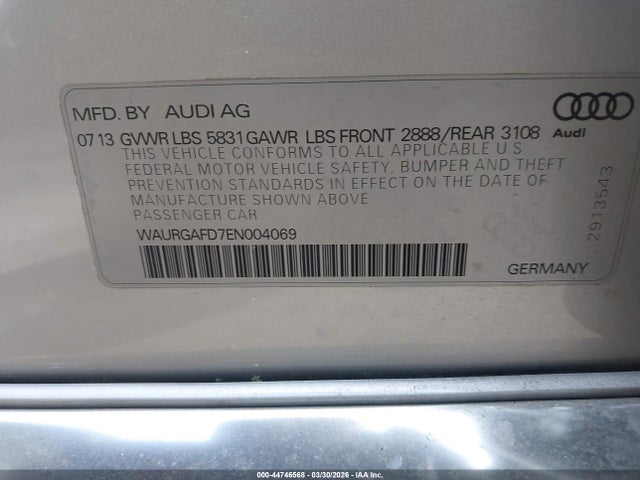 MFD. BY AUDI AG
07 13 GVWR LBS 5831 GAWR LBS FRONT 2888/REAR 3108
Audi
THIS VEHICLE CONFORMS TO ALL APPLICABLE U.S.
FEDERAL MOTOR VEHICLE SAFETY, BUMPER AND THEFT
PREVENTION STANDARDS IN EFFECT ON THE DATE OF
MANUFACTURE SHOWN ABOVE
PASSENGER CAR
WAURGAFD7EN004069
GERMANY
2913543
000-44746568 | 03/30/2026 | IAA Inc.